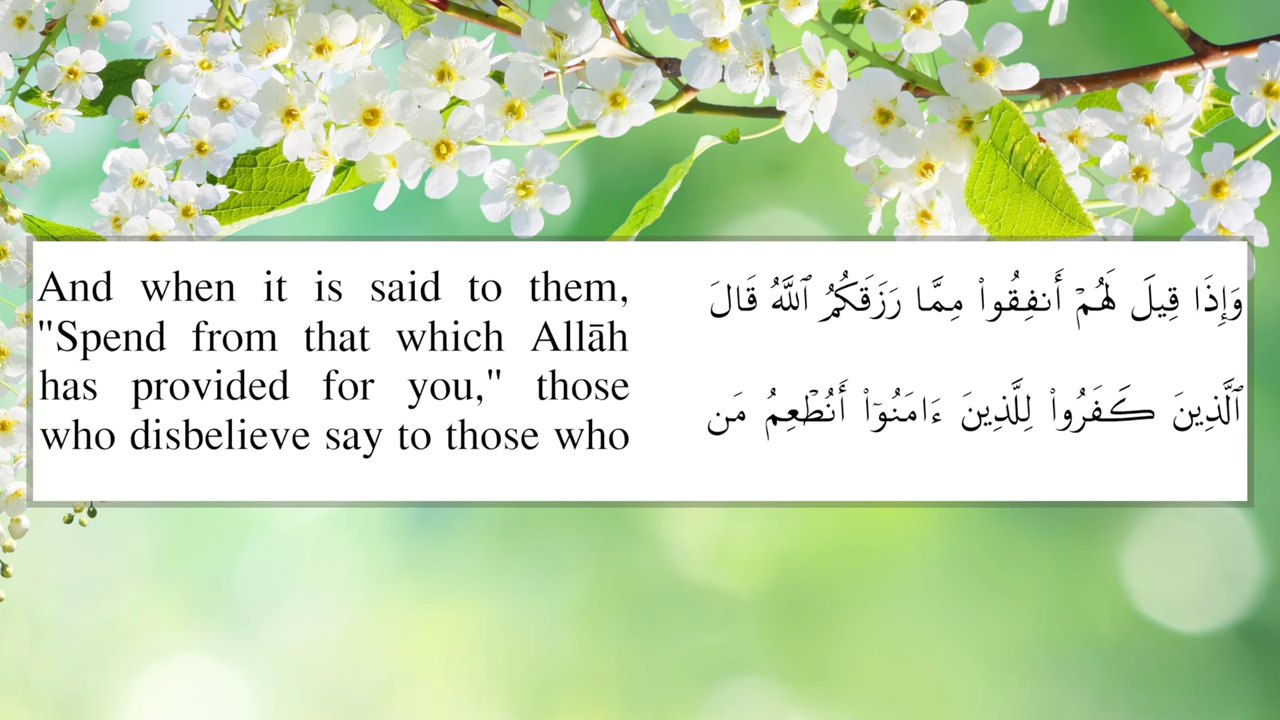 And when it is said to them,
"Spend from that which Allāh
has provided for you," those
who disbelieve say to those who
وَإِذَا قِيلَ لَهُمْ أَنفِقُوا۟ مِمَّا رَزَقَكُمُ ٱللَّهُ قَالَ
ٱلَّذِينَ كَفَرُوا۟ لِلَّذِينَ ءَامَنُوٓا۟ أَنُطْعِمُ مَن